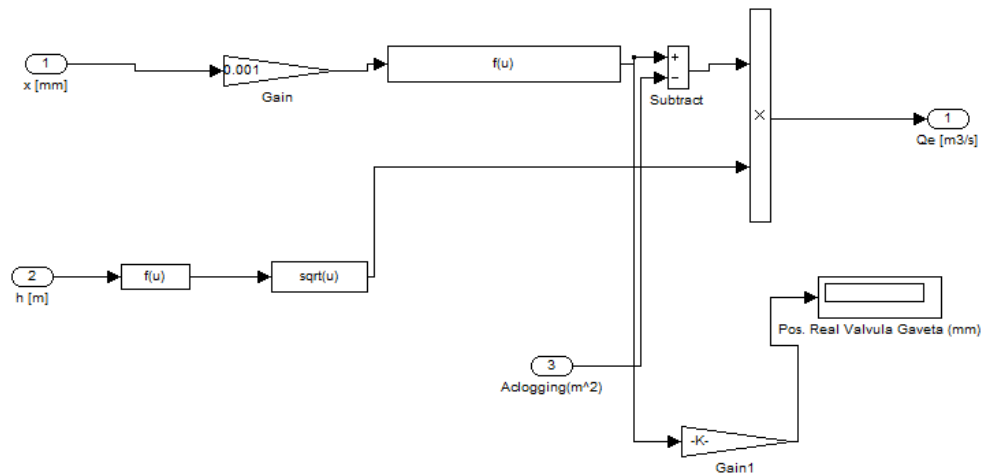 1
x [mm]
0.001
Gain
f(u)
+
−
Subtract
×
1
Qe [m3/s]
2
h [m]
f(u)
sqrt(u)
Pos. Real Valvula Gaveta (mm)
3
Aclogging(m^2)
-K-
Gain1